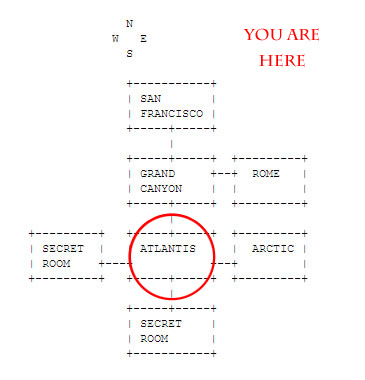 N
W E
S
YOU ARE
HERE
SAN
FRANCISCO
GRAND
CANYON
ROME
SECRET
ROOM
ATLANTIS
ARCTIC
SECRET
ROOM